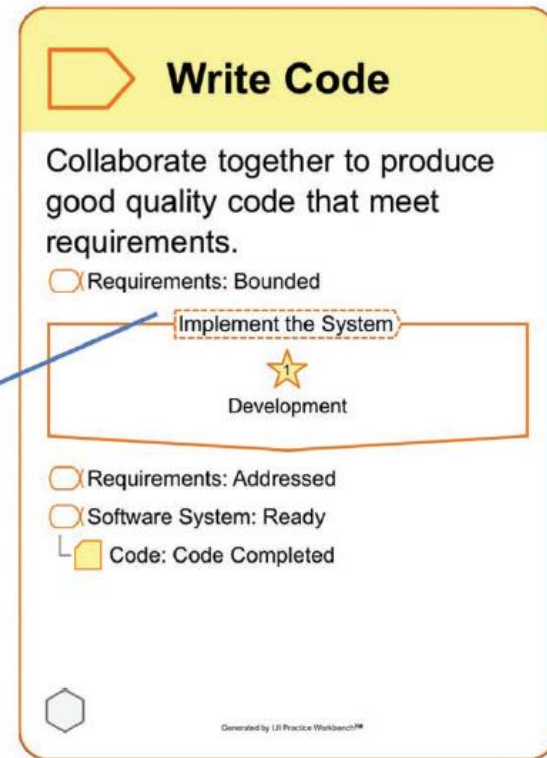 Write Code
Collaborate together to produce
good quality code that meet
requirements.
Requirements: Bounded
Implement the System
1
Development
Requirements: Addressed
Software System: Ready
Code: Code Completed
Generated by IJI Practice Workbench™